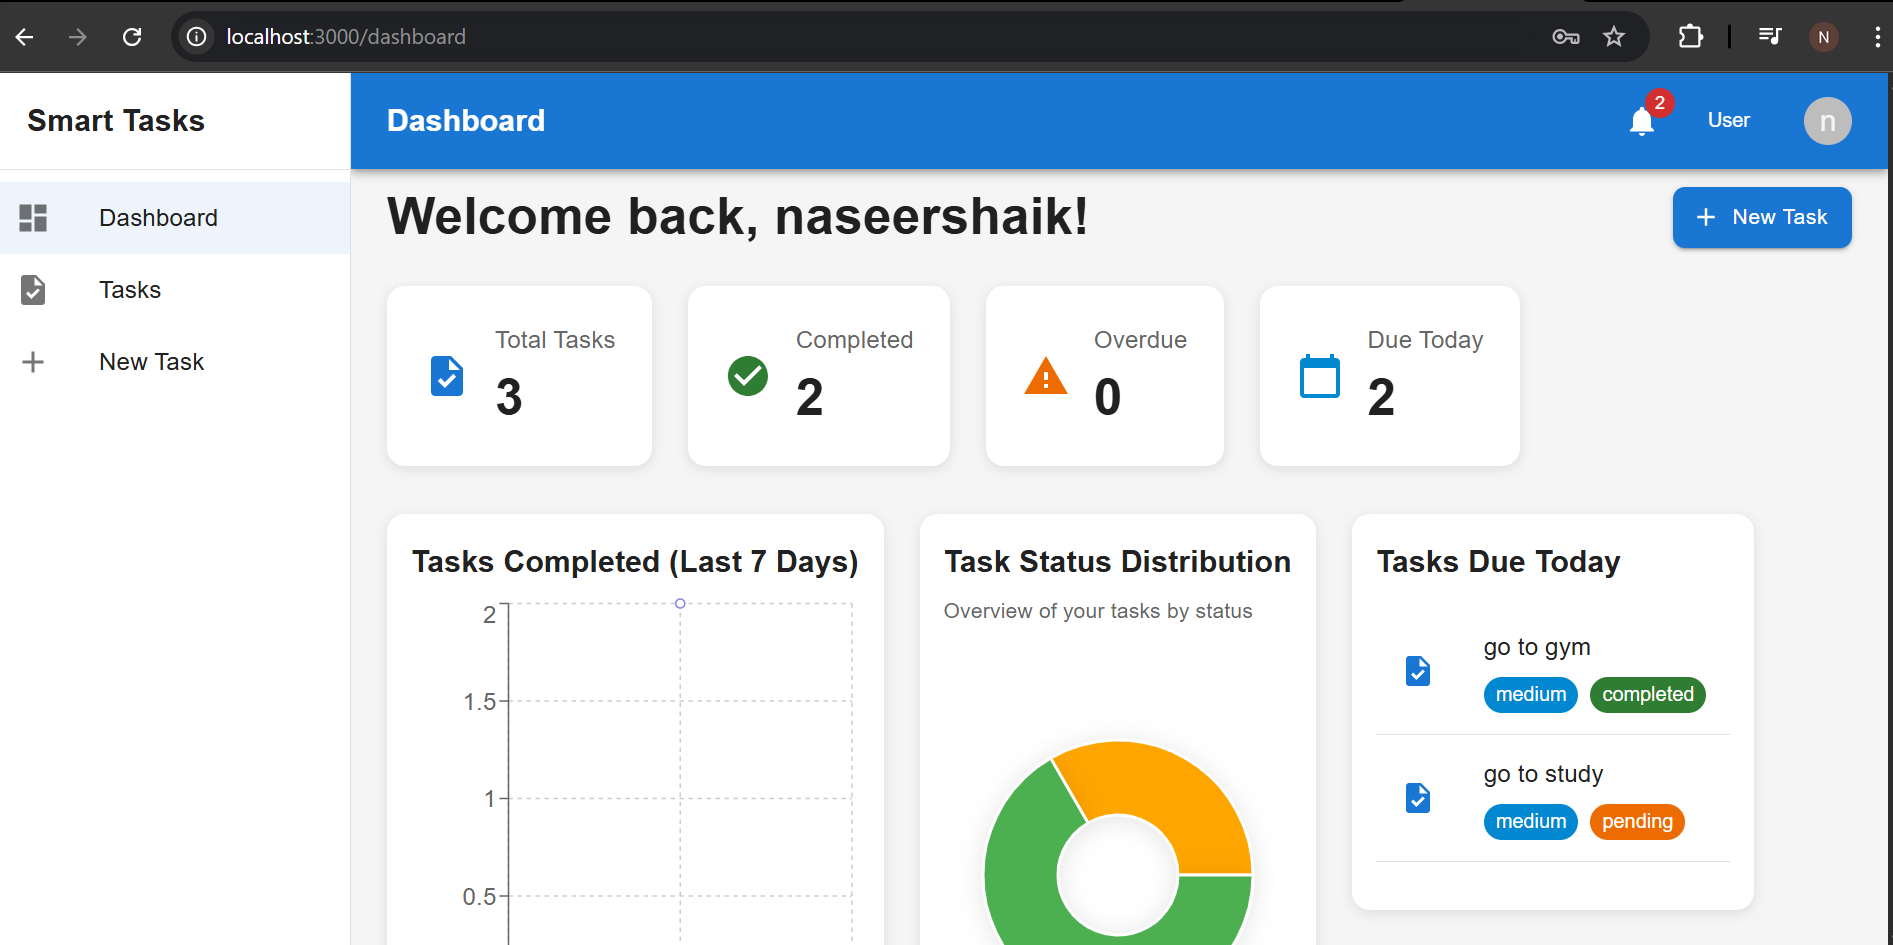 localhost:3000/dashboard
N
Smart Tasks
Dashboard
2
User
n
Dashboard
Tasks
New Task
Welcome back, naseershaik!
New Task
Total Tasks
3
Completed
2
Overdue
0
Due Today
2
Tasks Completed (Last 7 Days)
2
1.5
1
0.5
Task Status Distribution
Overview of your tasks by status
Tasks Due Today
go to gym
medium completed
go to study
medium pending